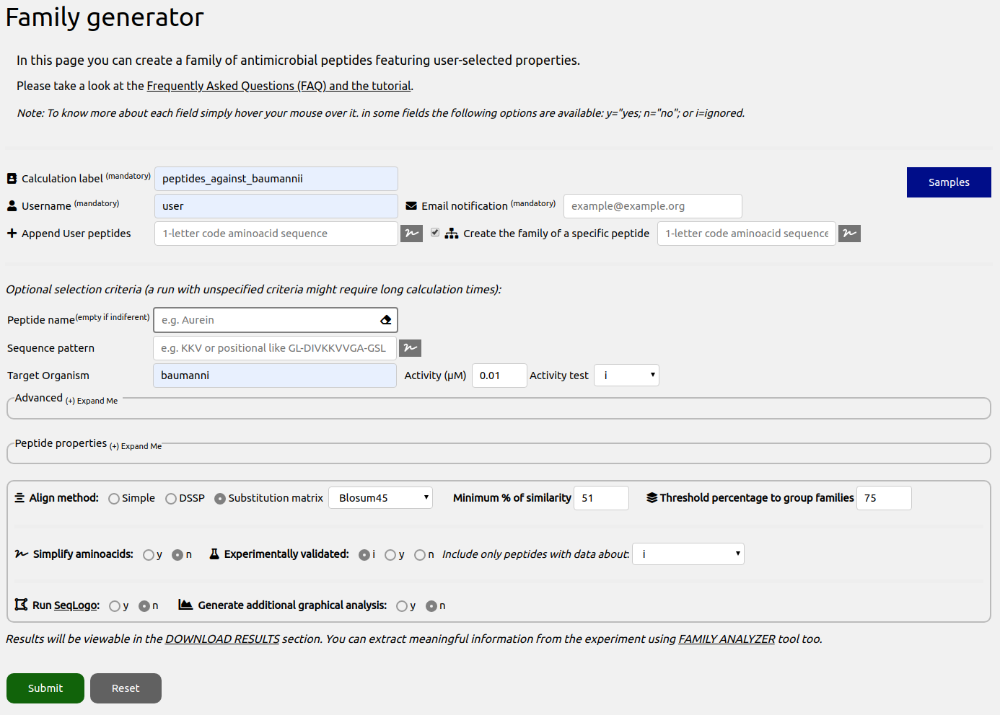 Family generator
In this page you can create a family of antimicrobial peptides featuring user-selected properties.
Please take a look at the Frequently Asked Questions (FAQ) and the tutorial.
Note: To know more about each field simply hover your mouse over it. in some fields the following options are available: y="yes; n="no"; or i=ignored.
Calculation label (mandatory) peptides_against_baumannii Samples
Username (mandatory) user Email notification (mandatory) example@example.org
Append User peptides 1-letter code aminoacid sequence Create the family of a specific peptide 1-letter code aminoacid sequence
Optional selection criteria (a run with unspecified criteria might require long calculation times):
Peptide name(empty if indiferent) e.g. Aurein
Sequence pattern e.g. KKV or positional like GL-DIVKKVVGA-GSL
Target Organism baumanni Activity (μM) 0.01 Activity test i
Advanced (+) Expand Me
Peptide properties (+) Expand Me
Align method: Simple DSSP Substitution matrix Blosum45 Minimum % of similarity 51 Threshold percentage to group families 75
Simplify aminoacids: y n Experimentally validated: i y n Include only peptides with data about: i
Run SeqLogo: y n Generate additional graphical analysis: y n
Results will be viewable in the DOWNLOAD RESULTS section. You can extract meaningful information from the experiment using FAMILY ANALYZER tool too.
Submit Reset